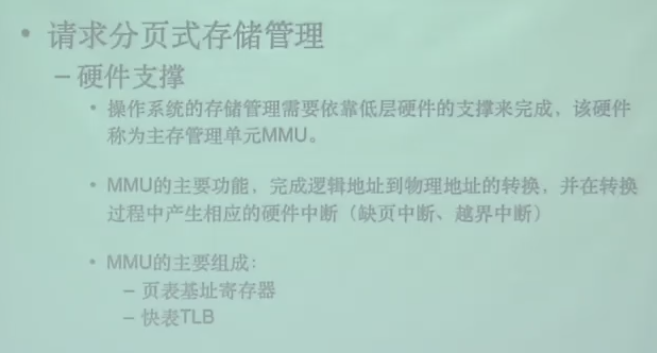 • 请求分页式存储管理
– 硬件支撑
• 操作系统的存储管理需要依靠低层硬件的支撑来完成，该硬件
称为主存管理单元MMU。
• MMU的主要功能，完成逻辑地址到物理地址的转换，并在转换
过程中产生相应的硬件中断（缺页中断、越界中断）
• MMU的主要组成：
– 页表基址寄存器
– 快表TLB